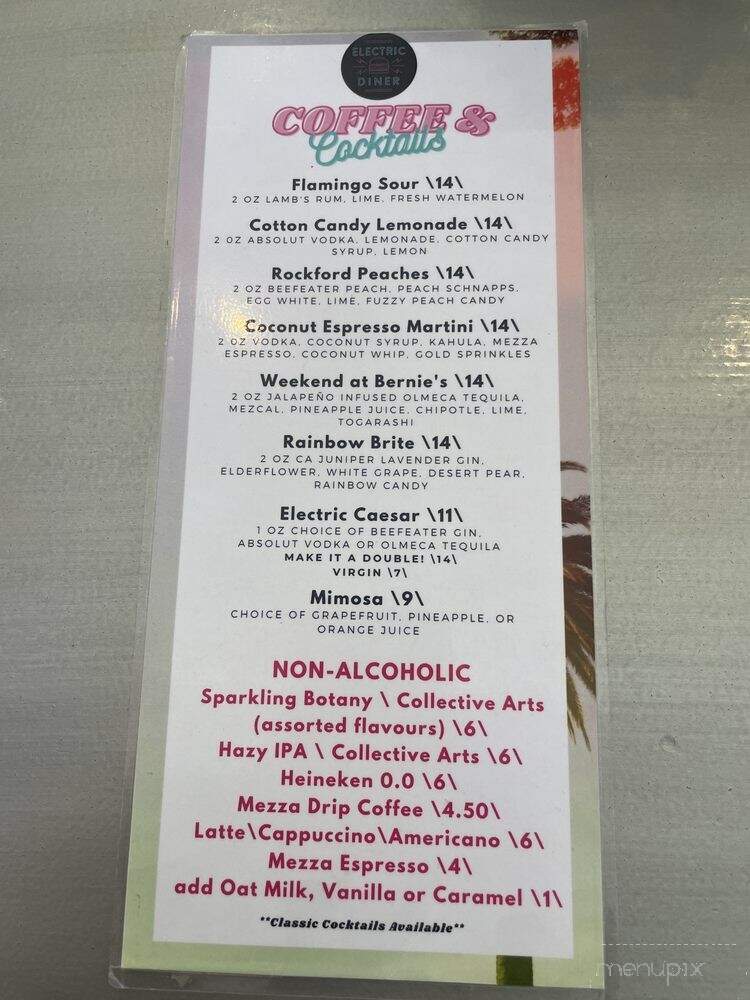 ELECTRIC
DINER
COFFEE &
Cocktails
Flamingo Sour \14\
2 OZ LAMB'S RUM, LIME, FRESH WATERMELON
Cotton Candy Lemonade \14\
2 OZ ABSOLUT VODKA, LEMONADE, COTTON CANDY
SYRUP, LEMON
Rockford Peaches \14\
2 OZ BEEFEATER PEACH, PEACH SCHNAPPS,
EGG WHITE, LIME, FUZZY PEACH CANDY
Coconut Espresso Martini \14\
2 OZ VODKA, COCONUT SYRUP, KAHULA, MEZZA
ESPRESSO, COCONUT WHIP, GOLD SPRINKLES
Weekend at Bernie's \14\
2 OZ JALAPEÑO INFUSED OLMECA TEQUILA,
MEZCAL, PINEAPPLE JUICE, CHIPOTLE, LIME,
TOGARASHI
Rainbow Brite \14\
2 OZ CA JUNIPER LAVENDER GIN,
ELDERFLOWER, WHITE GRAPE, DESERT PEAR,
RAINBOW CANDY
Electric Caesar \11\
1 OZ CHOICE OF BEEFEATER GIN,
ABSOLUT VODKA OR OLMECA TEQUILA
MAKE IT A DOUBLE! \14\
VIRGIN \7\
Mimosa \9\
CHOICE OF GRAPEFRUIT, PINEAPPLE, OR
ORANGE JUICE
NON-ALCOHOLIC
Sparkling Botany \ Collective Arts
(assorted flavours) \6\
Hazy IPA \ Collective Arts \6\
Heineken 0.0 \6\
Mezza Drip Coffee \4.50\
Latte\Cappuccino\Americano \6\
Mezza Espresso \4\
add Oat Milk, Vanilla or Caramel \1\
**Classic Cocktails Available**
menupix